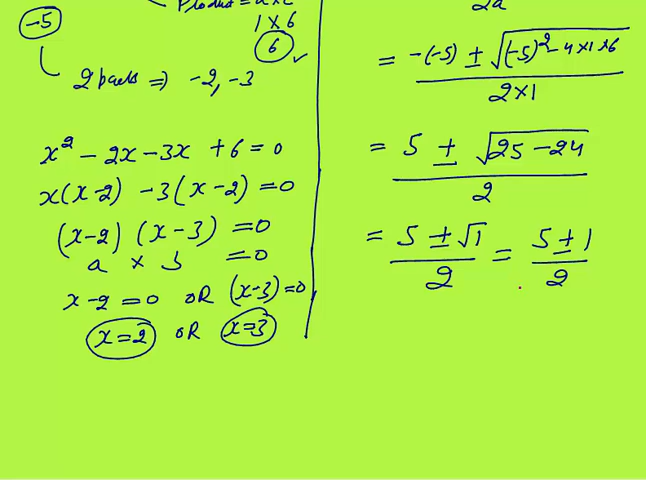 Product = a×c
-5
1 × 6
6 ✓
2 parts ⇒ -2, -3
x² - 2x - 3x + 6 = 0
x(x-2) - 3(x-2) = 0
(x-2) (x-3) = 0
a × b = 0
x-2 = 0 OR (x-3) = 0
x = 2 OR x = 3
2a
= -(-5) ± √(-5)² - 4×1×6 / 2×1
= 5 ± √25 - 24 / 2
= 5 ± √1 / 2 = 5 ± 1 / 2